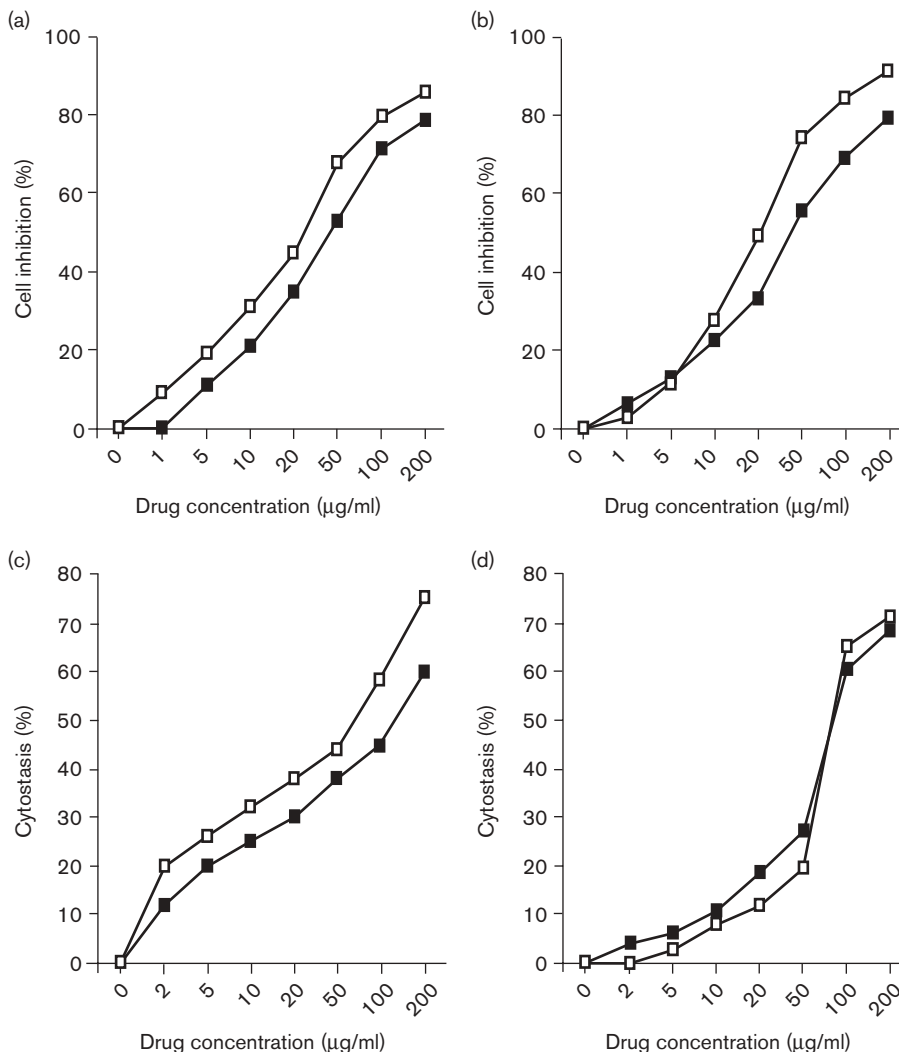 (a)
100
80
60
40
20
0
Cell inhibition (%)
0 1 5 10 20 50 100 200
Drug concentration (μg/ml)
(b)
100
80
60
40
20
0
Cell inhibition (%)
0 1 5 10 20 50 100 200
Drug concentration (μg/ml)
(c)
80
70
60
50
40
30
20
10
0
Cytostasis (%)
0 2 5 10 20 50 100 200
Drug concentration (μg/ml)
(d)
80
70
60
50
40
30
20
10
0
Cytostasis (%)
0 2 5 10 20 50 100 200
Drug concentration (μg/ml)